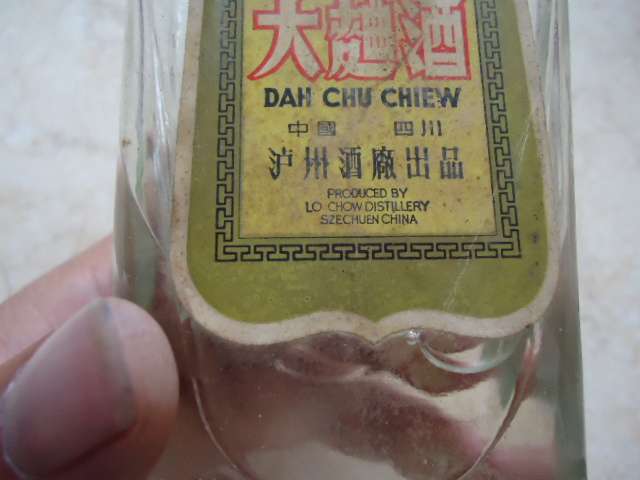 大麯酒
DAH CHU CHIEW
中國 四川
泸州酒廠出品
PRODUCED BY
LO CHOW DISTILLERY
SZECHUEN CHINA